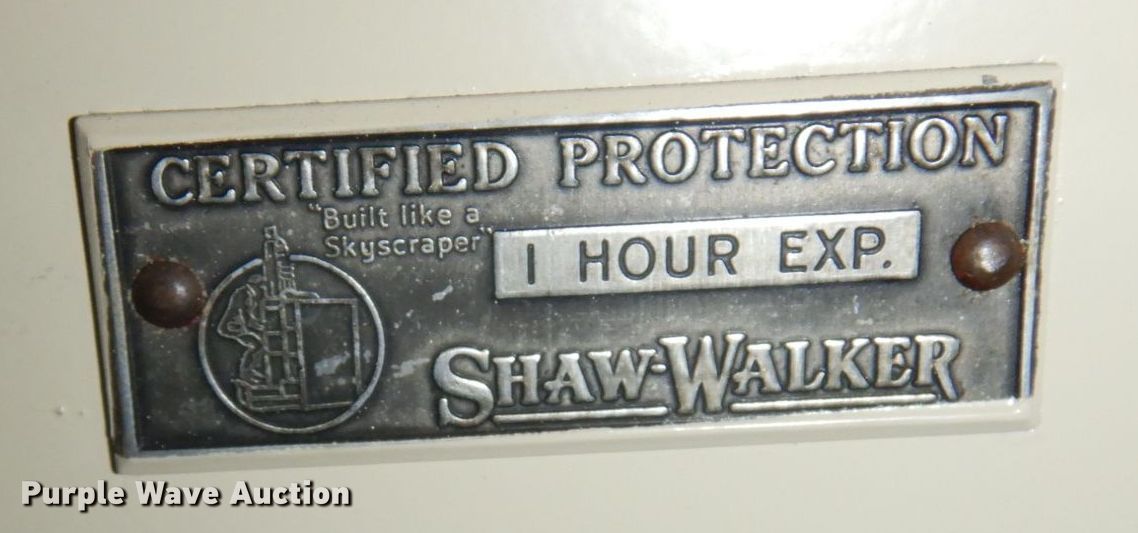 CERTIFIED PROTECTION
"Built like a
Skyscraper"
1 HOUR EXP.
SHAW-WALKER
Purple Wave Auction